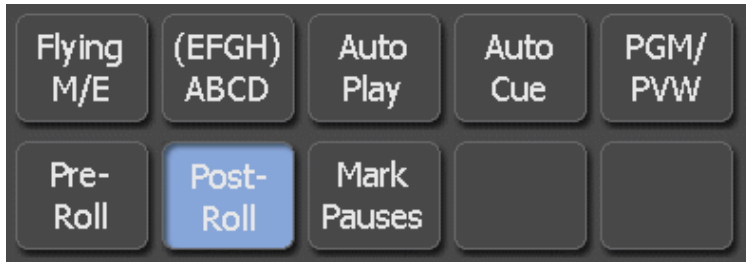 Flying (EFGH) Auto Auto PGM/
M/E ABCD Play Cue PVW
Pre- Post- Mark
Roll Roll Pauses